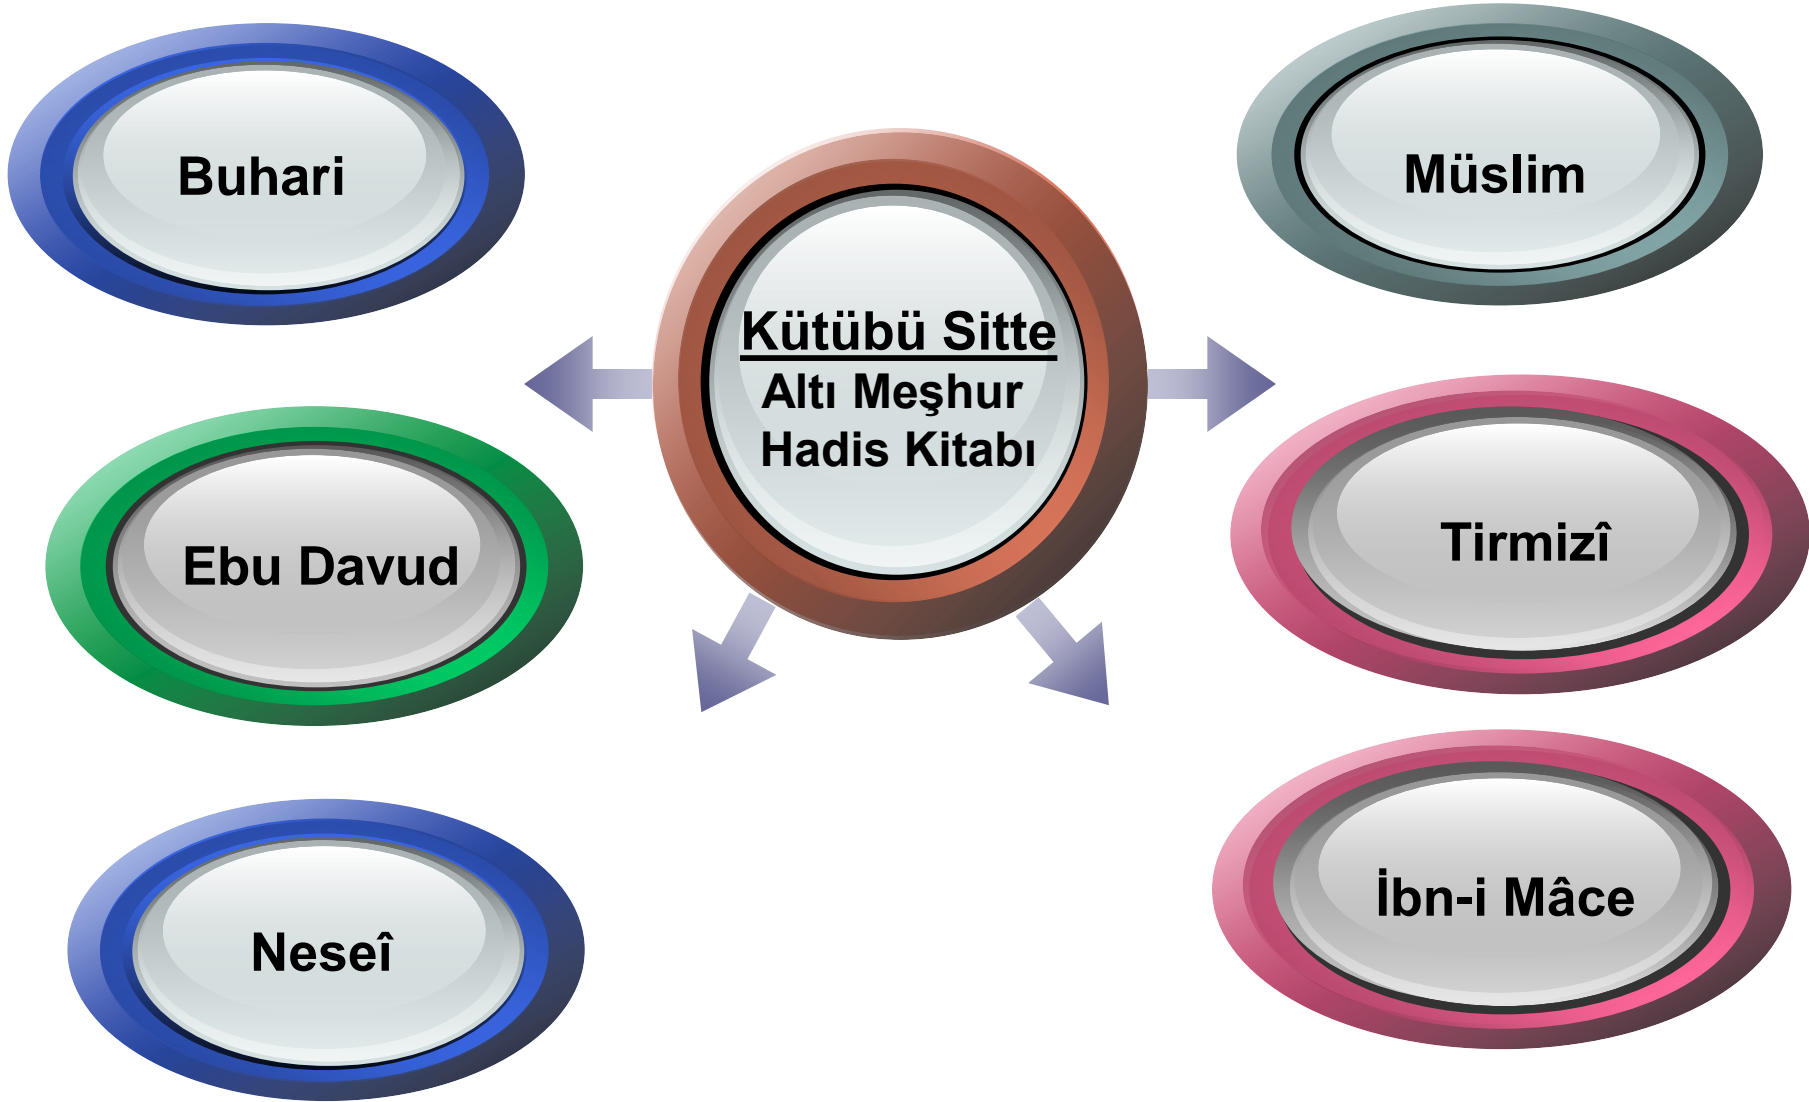 Buhari
Müslim
Kütübü Sitte
Altı Meşhur
Hadis Kitabı
Ebu Davud
Tirmizî
Neseî
İbn-i Mâce